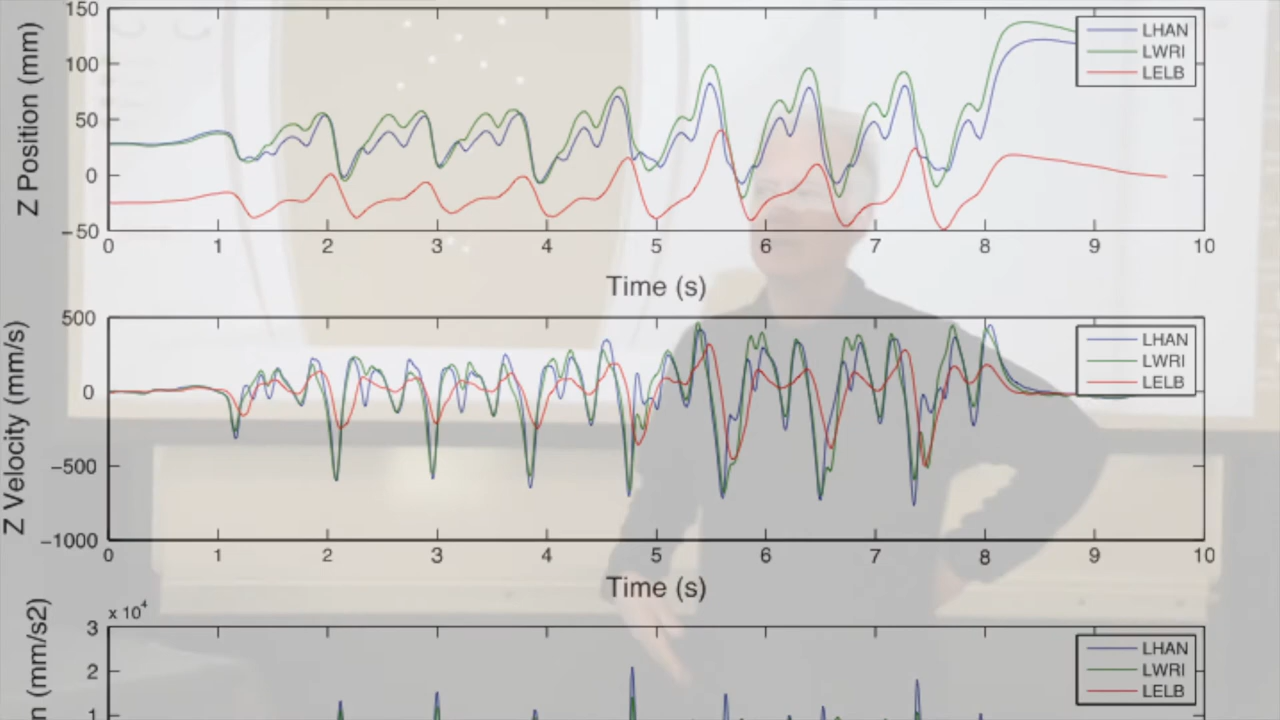 150
100
50
0
−50
Z Position (mm)
LHAN
LWRI
LELB
0 1 2 3 4 5 6 7 8 9 10
Time (s)
500
0
−500
−1000
Z Velocity (mm/s)
LHAN
LWRI
LELB
0 1 2 3 4 5 6 7 8 9 10
Time (s)
x 10⁴
3
2
1
n (mm/s2)
LHAN
LWRI
LELB